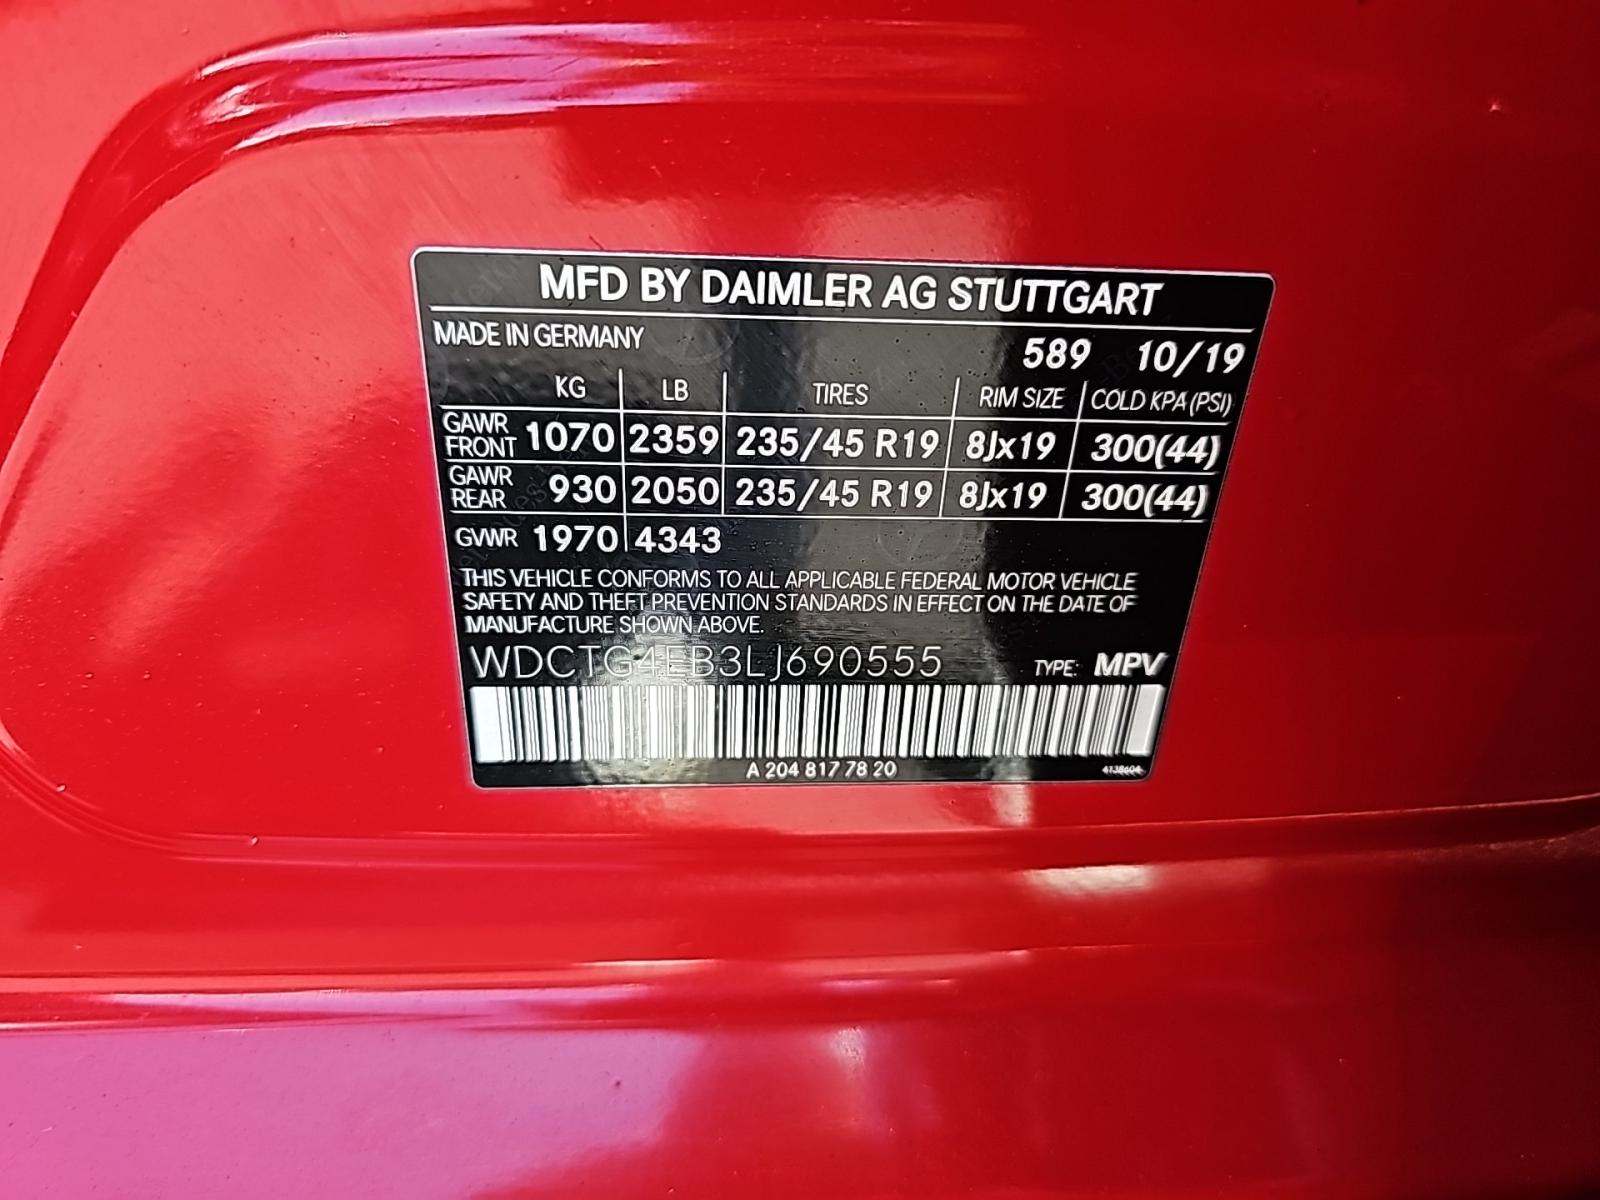 MFD BY DAIMLER AG STUTTGART
MADE IN GERMANY
589 10/19
KG LB TIRES RIM SIZE COLD KPA (PSI)
GAWR FRONT 1070 2359 235/45 R19 8Jx19 300(44)
GAWR REAR 930 2050 235/45 R19 8Jx19 300(44)
GVWR 1970 4343
THIS VEHICLE CONFORMS TO ALL APPLICABLE FEDERAL MOTOR VEHICLE
SAFETY AND THEFT PREVENTION STANDARDS IN EFFECT ON THE DATE OF
MANUFACTURE SHOWN ABOVE.
WDCTG4EB3LJ690555 TYPE: MPV
A 204 817 78 20